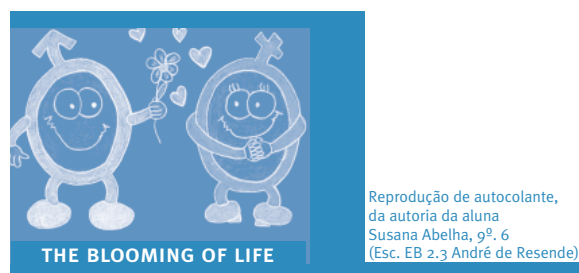 THE BLOOMING OF LIFE
Reprodução de autocolante,
da autoria da aluna
Susana Abelha, 9º. 6
(Esc. EB 2.3 André de Resende)